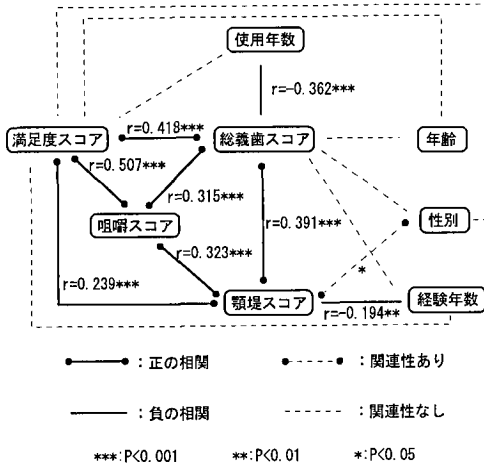 使用年数
r=-0.362***
満足度スコア
r=0.418***
総義歯スコア
年齢
r=0.507***
r=0.315***
咀嚼スコア
r=0.391***
性別
r=0.323***
*
r=0.239***
顎堤スコア
経験年数
r=-0.194**
：正の相関
：関連性あり
：負の相関
：関連性なし
***:P<0.001 **:P<0.01 *:P<0.05